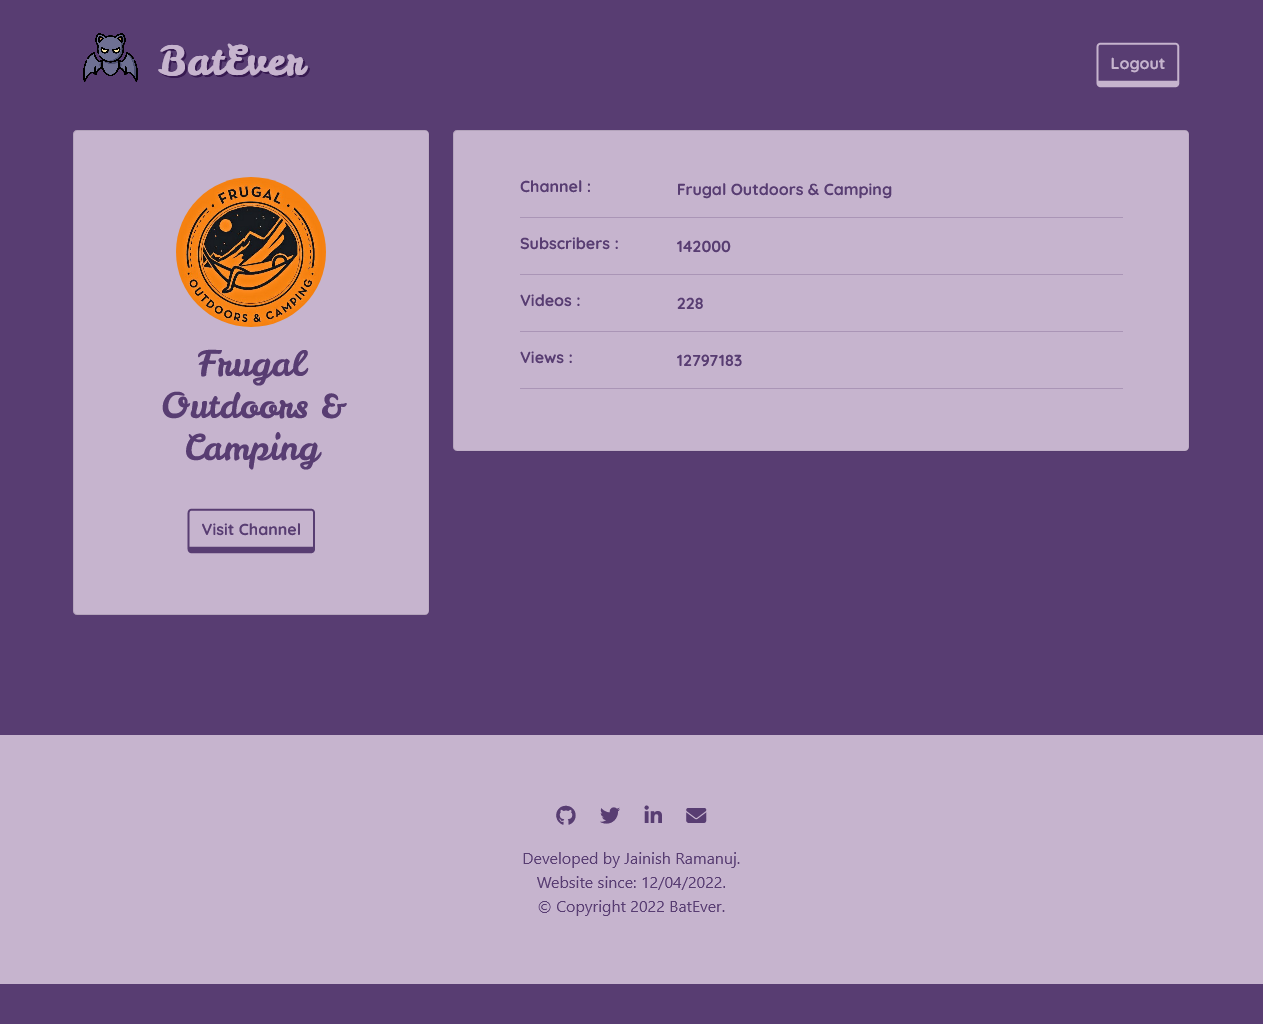 BatEver
Logout
FRUGAL
OUTDOORS & CAMPING
Frugal
Outdoors &
Camping
Visit Channel
Channel : Frugal Outdoors & Camping
Subscribers : 142000
Videos : 228
Views : 12797183
Developed by Jainish Ramanuj.
Website since: 12/04/2022.
© Copyright 2022 BatEver.